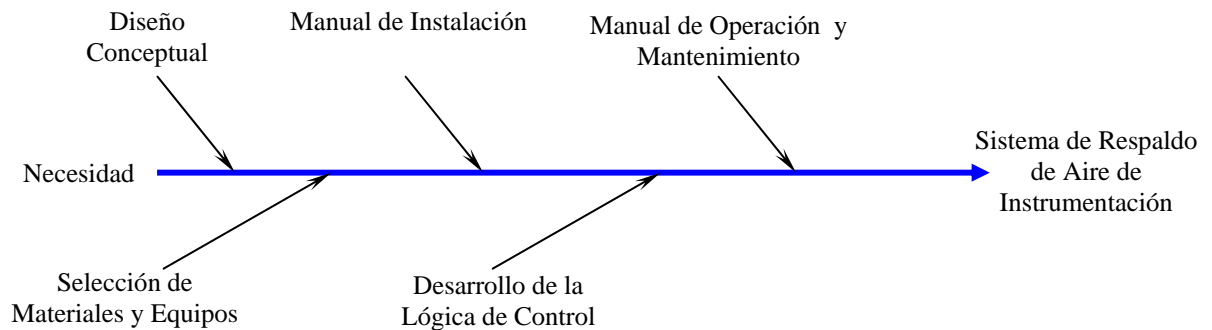 Diseño
Conceptual
Manual de Instalación
Manual de Operación y
Mantenimiento
Necesidad
Sistema de Respaldo
de Aire de
Instrumentación
Selección de
Materiales y Equipos
Desarrollo de la
Lógica de Control